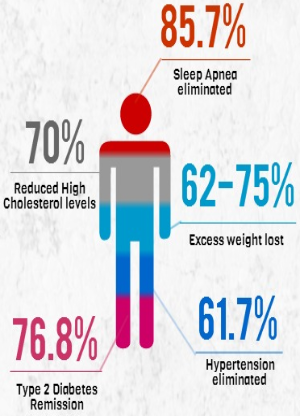 85.7%
Sleep Apnea
eliminated
70%
Reduced High
Cholesterol levels
62-75%
Excess weight lost
61.7%
Hypertension
eliminated
76.8%
Type 2 Diabetes
Remission